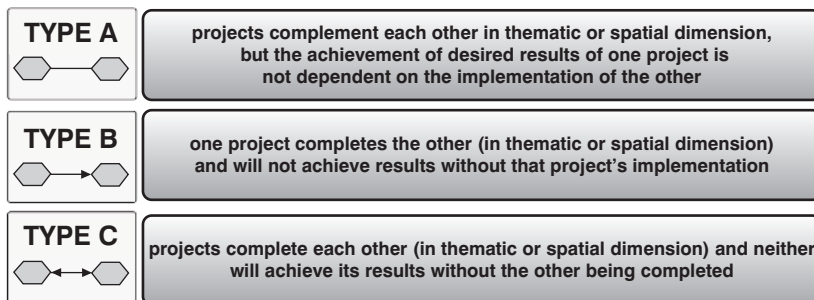 TYPE A
projects complement each other in thematic or spatial dimension,
but the achievement of desired results of one project is
not dependent on the implementation of the other
TYPE B
one project completes the other (in thematic or spatial dimension)
and will not achieve results without that project's implementation
TYPE C
projects complete each other (in thematic or spatial dimension) and neither
will achieve its results without the other being completed